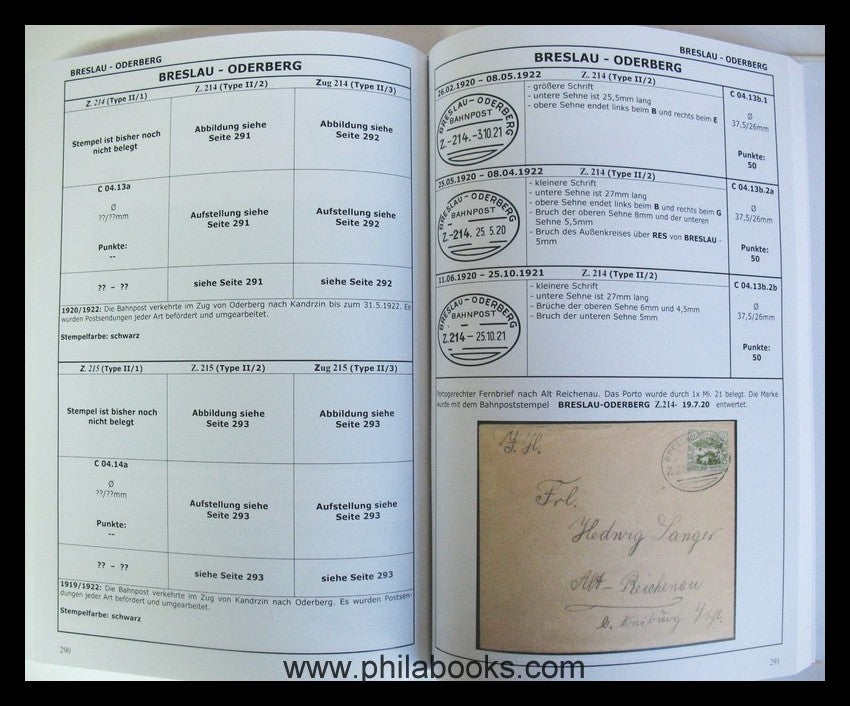 BRESLAU - ODERBERG
BRESLAU - ODERBERG
Z. 214 (Type II/1)
Z. 214 (Type II/2)
Zug 214 (Type II/3)
Stempel ist bisher noch
nicht belegt
Abbildung siehe
Seite 291
Abbildung siehe
Seite 292
C 04.13a
Ø
??/??mm
Punkte:
--
Aufstellung siehe
Seite 291
Aufstellung siehe
Seite 292
?? – ??
siehe Seite 291
siehe Seite 292
1920/1922: Die Bahnpost verkehrte im Zug von Oderberg nach Kandrzin bis zum 31.5.1922. Es
wurden Postsendungen jeder Art befördert und umgearbeitet.
Stempelfarbe: schwarz
Z. 215 (Type II/1)
Z. 215 (Type II/2)
Zug 215 (Type II/3)
Stempel ist bisher noch
nicht belegt
Abbildung siehe
Seite 293
Abbildung siehe
Seite 293
C 04.14a
Ø
??/??mm
Punkte:
--
Aufstellung siehe
Seite 293
Aufstellung siehe
Seite 293
?? – ??
siehe Seite 293
siehe Seite 293
1919/1922: Die Bahnpost verkehrte im Zug von Kandrzin nach Oderberg. Es wurden Postsen-
dungen jeder Art befördert und umgearbeitet.
Stempelfarbe: schwarz
290
BRESLAU - ODERBERG
BRESLAU - ODERBERG
26.02.1920 – 08.05.1922
Z. 214 (Type II/2)
C 04.13b.1
BRESLAU-ODERBERG
BAHNPOST
Z.-214.-3.10.21
- größere Schrift
- untere Sehne ist 25,5mm lang
- obere Sehne endet links beim B und rechts beim E
Ø
37,5/26mm
Punkte:
50
25.05.1920 – 08.04.1922
Z. 214 (Type II/2)
C 04.13b.2a
BRESLAU-ODERBERG
BAHNPOST
Z.-214. 25.5.20
- kleinere Schrift
- untere Sehne ist 27mm lang
- obere Sehne endet links beim B und rechts beim G
- Bruch der oberen Sehne 8mm und der unteren
Sehne 5,5mm
- Bruch des Außenkreises über RES von BRESLAU -
5mm
Ø
37,5/26mm
Punkte:
50
11.06.1920 – 25.10.1921
Z. 214 (Type II/2)
C 04.13b.2b
BRESLAU-ODERBERG
BAHNPOST
Z.214 – 25.10.21
- kleinere Schrift
- untere Sehne ist 27mm lang
- Brüche der oberen Sehne 6mm und 4,5mm
- Bruch der unteren Sehne 5mm
Ø
37,5/26mm
Punkte:
50
Portogerechter Fernbrief nach Alt Reichenau. Das Porto wurde durch 1x Mi. 21 belegt. Die Marke
wurde mit dem Bahnpoststempel BRESLAU-ODERBERG Z.214- 19.7.20 entwertet.
Frl.
Hedwig Langer
Alt-Reichenau
291
www.philabooks.com